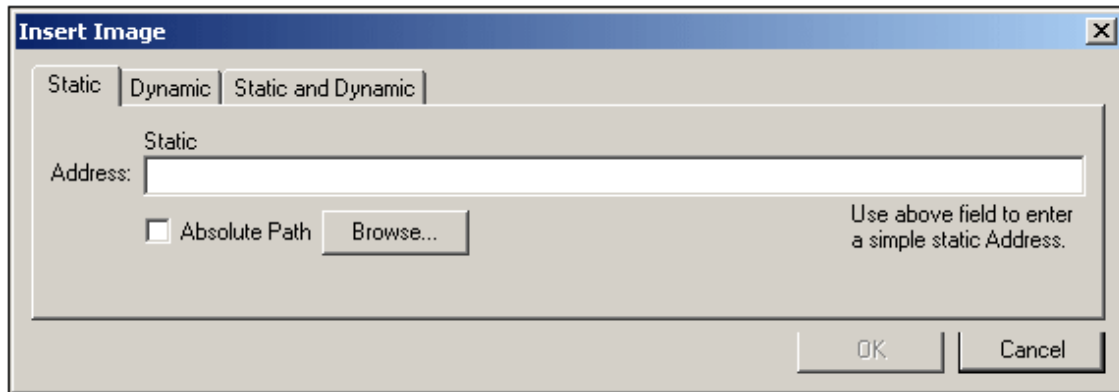 Insert Image
Static Dynamic Static and Dynamic
Static
Address:
Absolute Path Browse...
Use above field to enter
a simple static Address.
OK Cancel